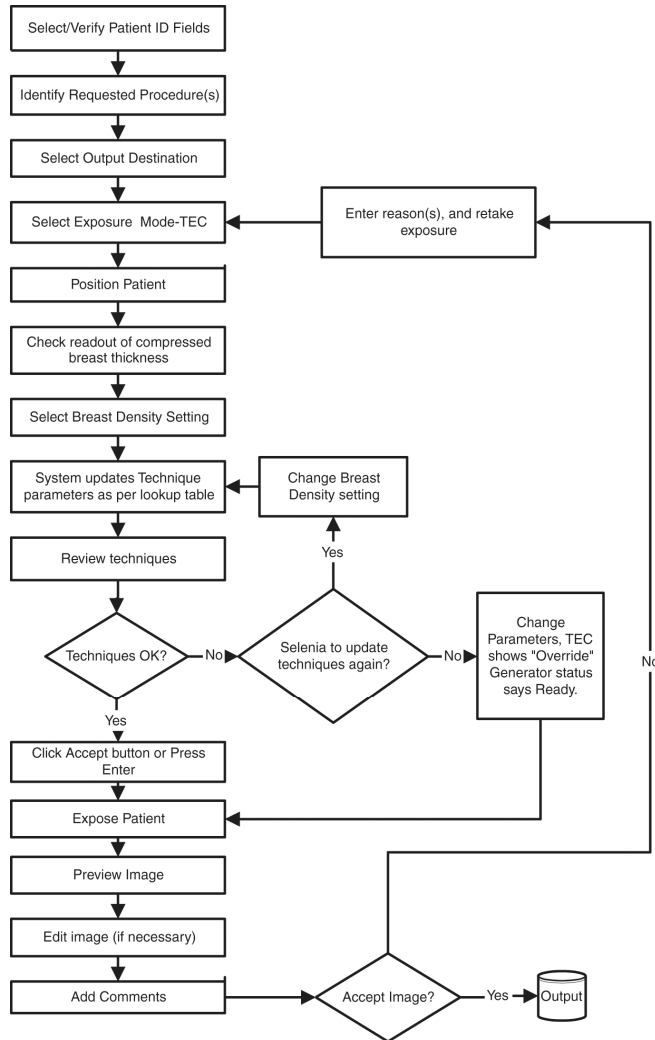 Select/Verify Patient ID Fields
Identify Requested Procedure(s)
Select Output Destination
Select Exposure Mode-TEC
Enter reason(s), and retake
exposure
Position Patient
Check readout of compressed
breast thickness
Select Breast Density Setting
System updates Technique
parameters as per lookup table
Change Breast
Density setting
Review techniques
Yes
Techniques OK?
No
Selenia to update
techniques again?
No
Change
Parameters, TEC
shows "Override"
Generator status
says Ready.
No
Yes
Click Accept button or Press
Enter
Expose Patient
Preview Image
Edit image (if necessary)
Add Comments
Accept Image?
Yes
Output